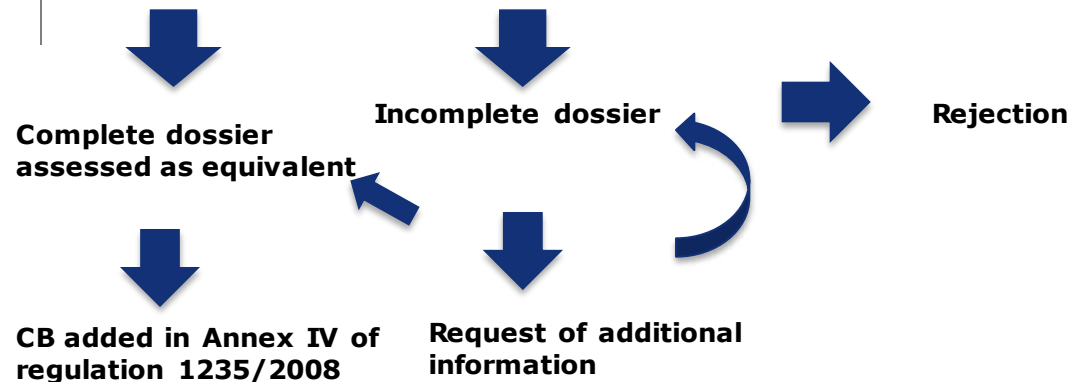 Complete dossier
assessed as equivalent
Incomplete dossier
Rejection
CB added in Annex IV of
regulation 1235/2008
Request of additional
information